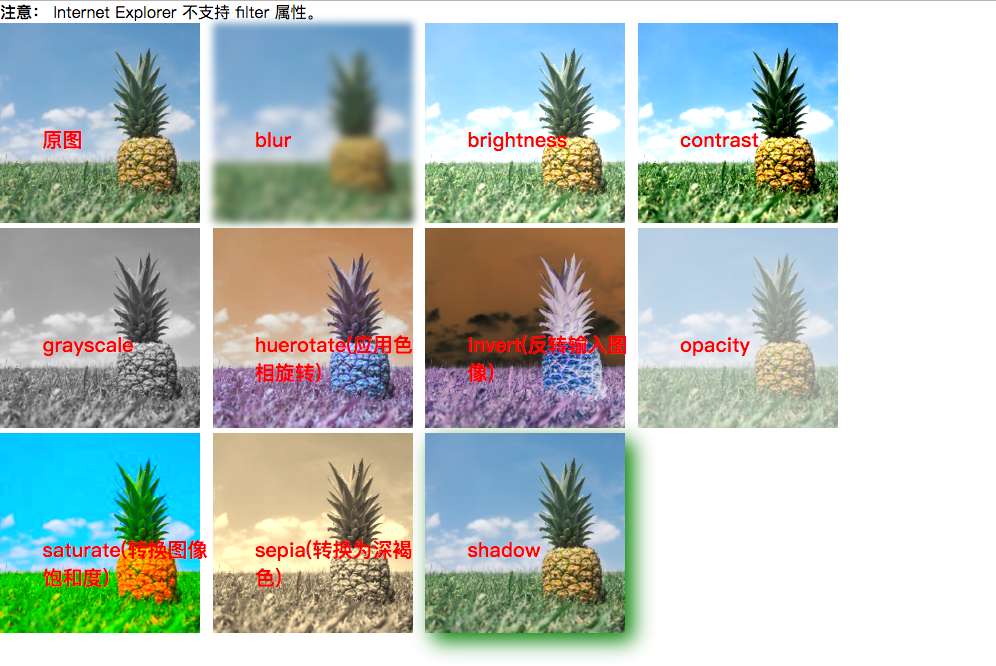 注意： Internet Explorer 不支持 filter 属性。
原图
blur
brightness
contrast
grayscale
huerotate(应用色
相旋转)
invert(反转输入图
像)
opacity
saturate(转换图像
饱和度)
sepia(转换为深褐
色)
shadow